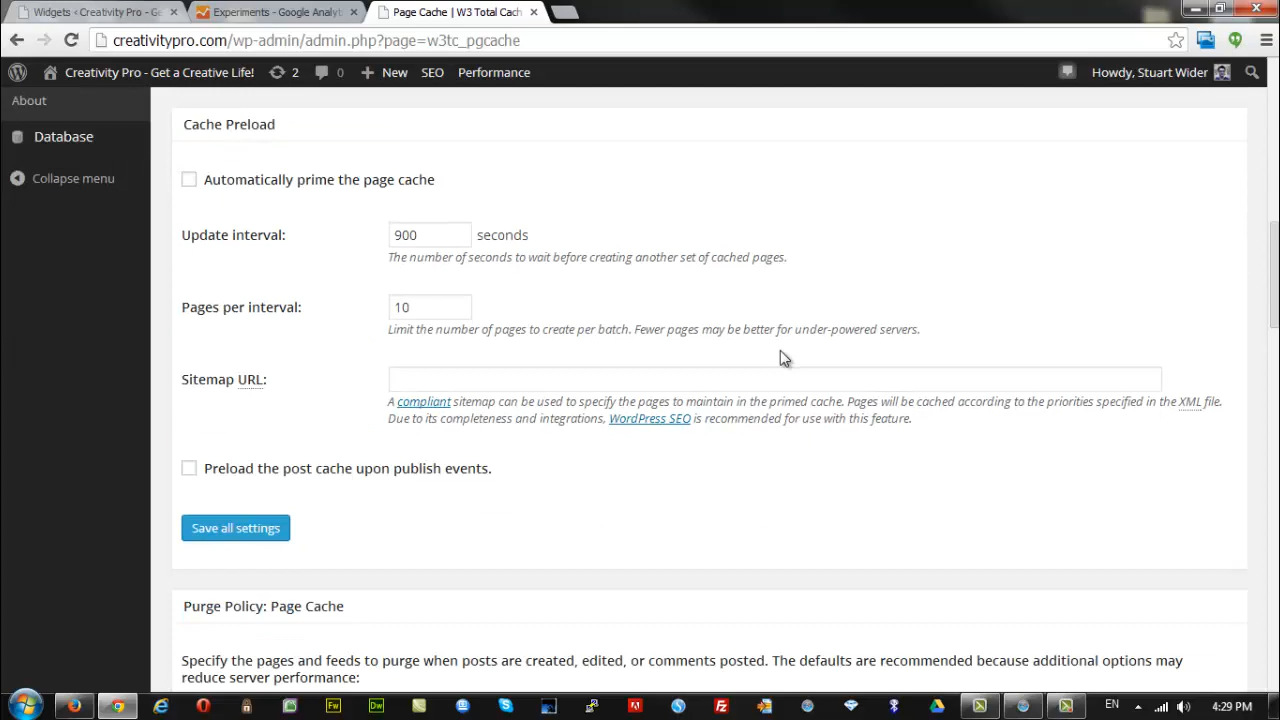 Widgets ‹ Creativity Pro - Ge
Experiments - Google Analyt
Page Cache | W3 Total Cach
creativitypro.com/wp-admin/admin.php?page=w3tc_pgcache
Creativity Pro - Get a Creative Life!
2
0
New
SEO
Performance
Howdy, Stuart Wider
About
Database
Collapse menu
Cache Preload
Automatically prime the page cache
Update interval:
900
seconds
The number of seconds to wait before creating another set of cached pages.
Pages per interval:
10
Limit the number of pages to create per batch. Fewer pages may be better for under-powered servers.
Sitemap URL:
A compliant sitemap can be used to specify the pages to maintain in the primed cache. Pages will be cached according to the priorities specified in the XML file.
Due to its completeness and integrations, WordPress SEO is recommended for use with this feature.
Preload the post cache upon publish events.
Save all settings
Purge Policy: Page Cache
Specify the pages and feeds to purge when posts are created, edited, or comments posted. The defaults are recommended because additional options may
reduce server performance:
Fw
Dw
EN
4:29 PM